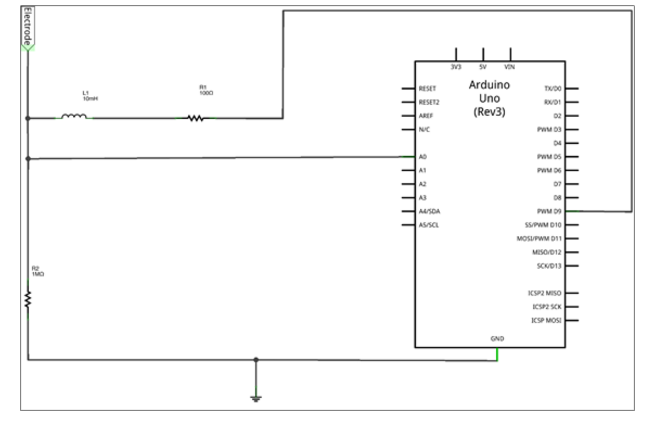 Electrode
L1
10mH
R1
100Ω
R2
1MΩ
3V3
5V
VIN
Arduino
Uno
(Rev3)
RESET
RESET2
AREF
N/C
A0
A1
A2
A3
A4/SDA
A5/SCL
TX/D0
RX/D1
D2
PWM D3
D4
PWM D5
PWM D6
D7
D8
PWM D9
SS/PWM D10
MOSI/PWM D11
MISO/D12
SCK/D13
ICSP2 MISO
ICSP2 SCK
ICSP MOSI
GND